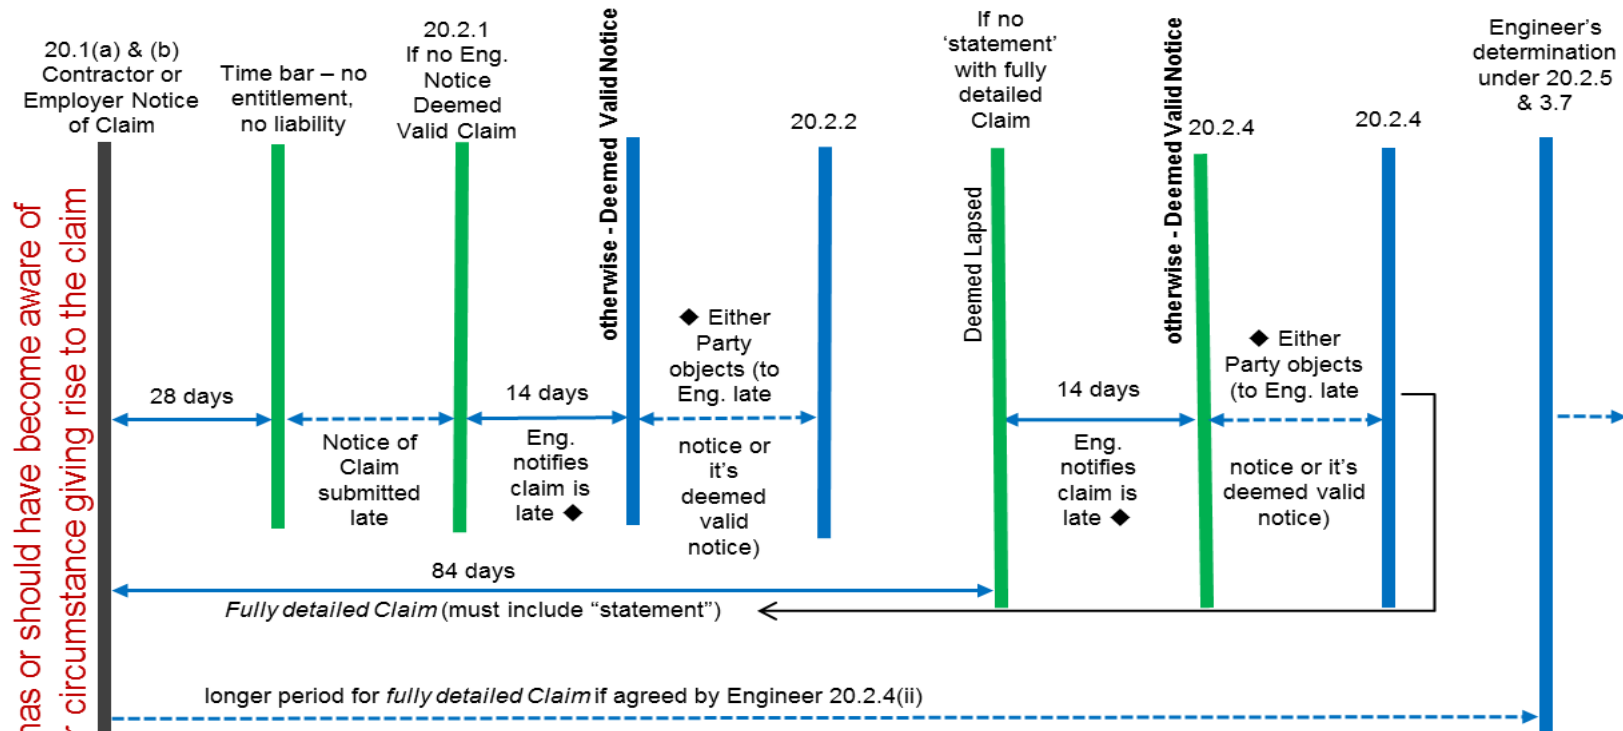 20.1(a) & (b)
Contractor or
Employer Notice
of Claim
Time bar – no
entitlement,
no liability
20.2.1
If no Eng.
Notice
Deemed
Valid Claim
otherwise - Deemed Valid Notice
20.2.2
If no
‘statement’
with fully
detailed
Claim
Deemed Lapsed
otherwise - Deemed Valid Notice
20.2.4
20.2.4
Engineer’s
determination
under 20.2.5
& 3.7
has or should have become aware of
circumstance giving rise to the claim
28 days
Notice of
Claim
submitted
late
14 days
Eng.
notifies
claim is
late ◆
◆ Either
Party
objects (to
Eng. late
notice or
it’s
deemed
valid
notice)
14 days
Eng.
notifies
claim is
late ◆
◆ Either
Party objects
(to Eng. late
notice or it’s
deemed valid
notice)
84 days
Fully detailed Claim (must include “statement”)
longer period for fully detailed Claim if agreed by Engineer 20.2.4(ii)